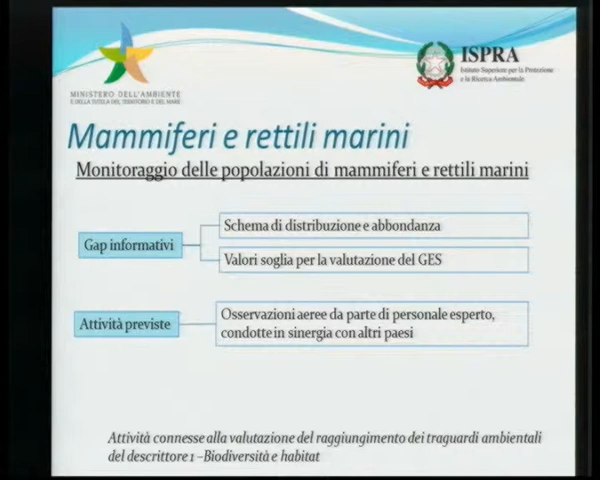 MINISTERO DELL'AMBIENTE
E DELLA TUTELA DEL TERRITORIO E DEL MARE
ISPRA
Istituto Superiore per la Protezione
e la Ricerca Ambientale
Mammiferi e rettili marini
Monitoraggio delle popolazioni di mammiferi e rettili marini
Gap informativi
Schema di distribuzione e abbondanza
Valori soglia per la valutazione del GES
Attività previste
Osservazioni aeree da parte di personale esperto,
condotte in sinergia con altri paesi
Attività connesse alla valutazione del raggiungimento dei traguardi ambientali
del descrittore 1 –Biodiversità e habitat